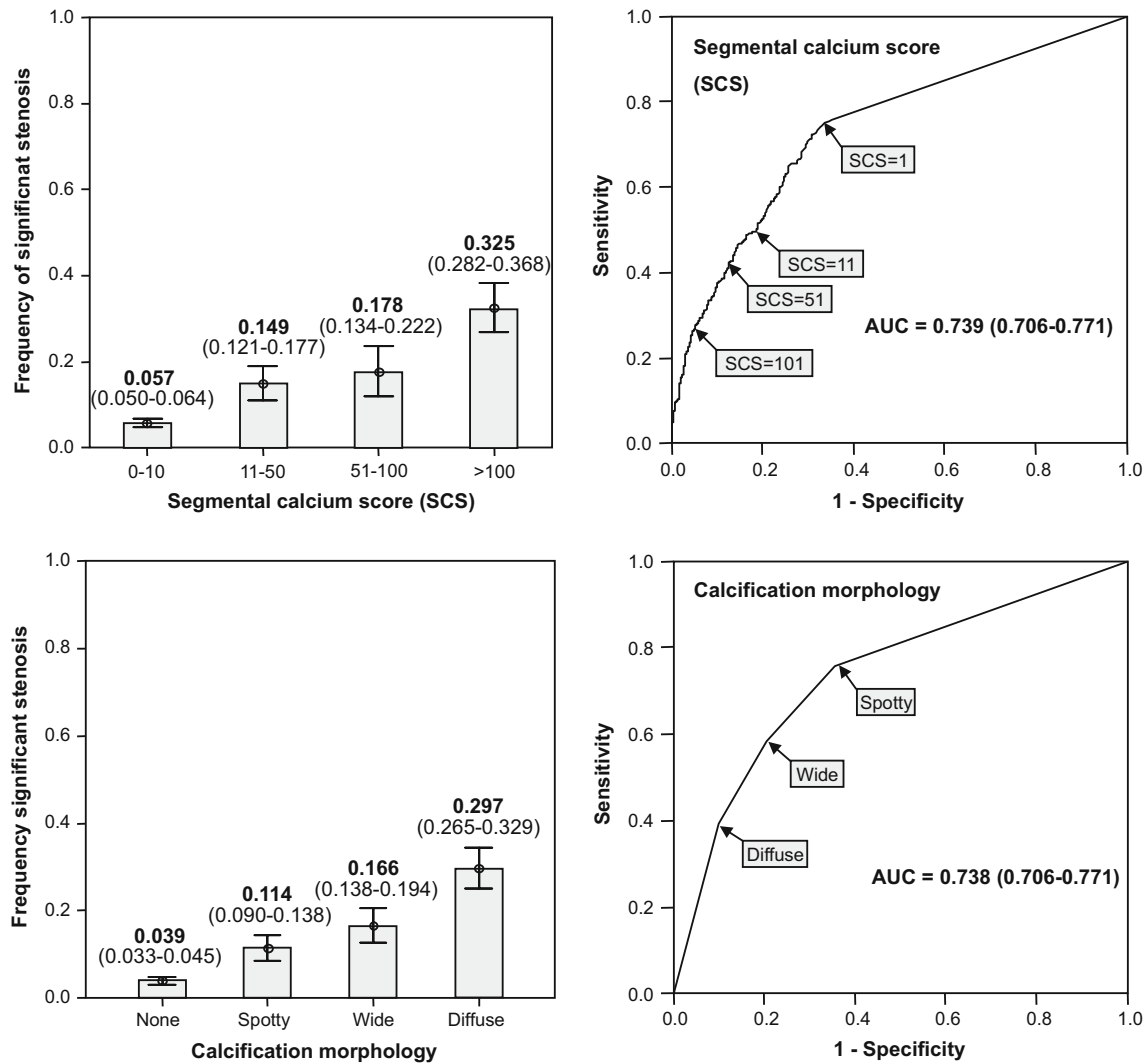 Frequency of significnat stenosis
1.0
0.8
0.6
0.4
0.2
0.0
0.057
(0.050-0.064)
0.149
(0.121-0.177)
0.178
(0.134-0.222)
0.325
(0.282-0.368)
0-10
11-50
51-100
>100
Segmental calcium score (SCS)
Segmental calcium score
(SCS)
Sensitivity
1.0
0.8
0.6
0.4
0.2
0.0
SCS=1
SCS=11
SCS=51
SCS=101
AUC = 0.739 (0.706-0.771)
0.0 0.2 0.4 0.6 0.8 1.0
1 - Specificity
Frequency significant stenosis
1.0
0.8
0.6
0.4
0.2
0.0
0.039
(0.033-0.045)
0.114
(0.090-0.138)
0.166
(0.138-0.194)
0.297
(0.265-0.329)
None
Spotty
Wide
Diffuse
Calcification morphology
Calcification morphology
Sensitivity
1.0
0.8
0.6
0.4
0.2
0.0
Spotty
Wide
Diffuse
AUC = 0.738 (0.706-0.771)
0.0 0.2 0.4 0.6 0.8 1.0
1 - Specificity